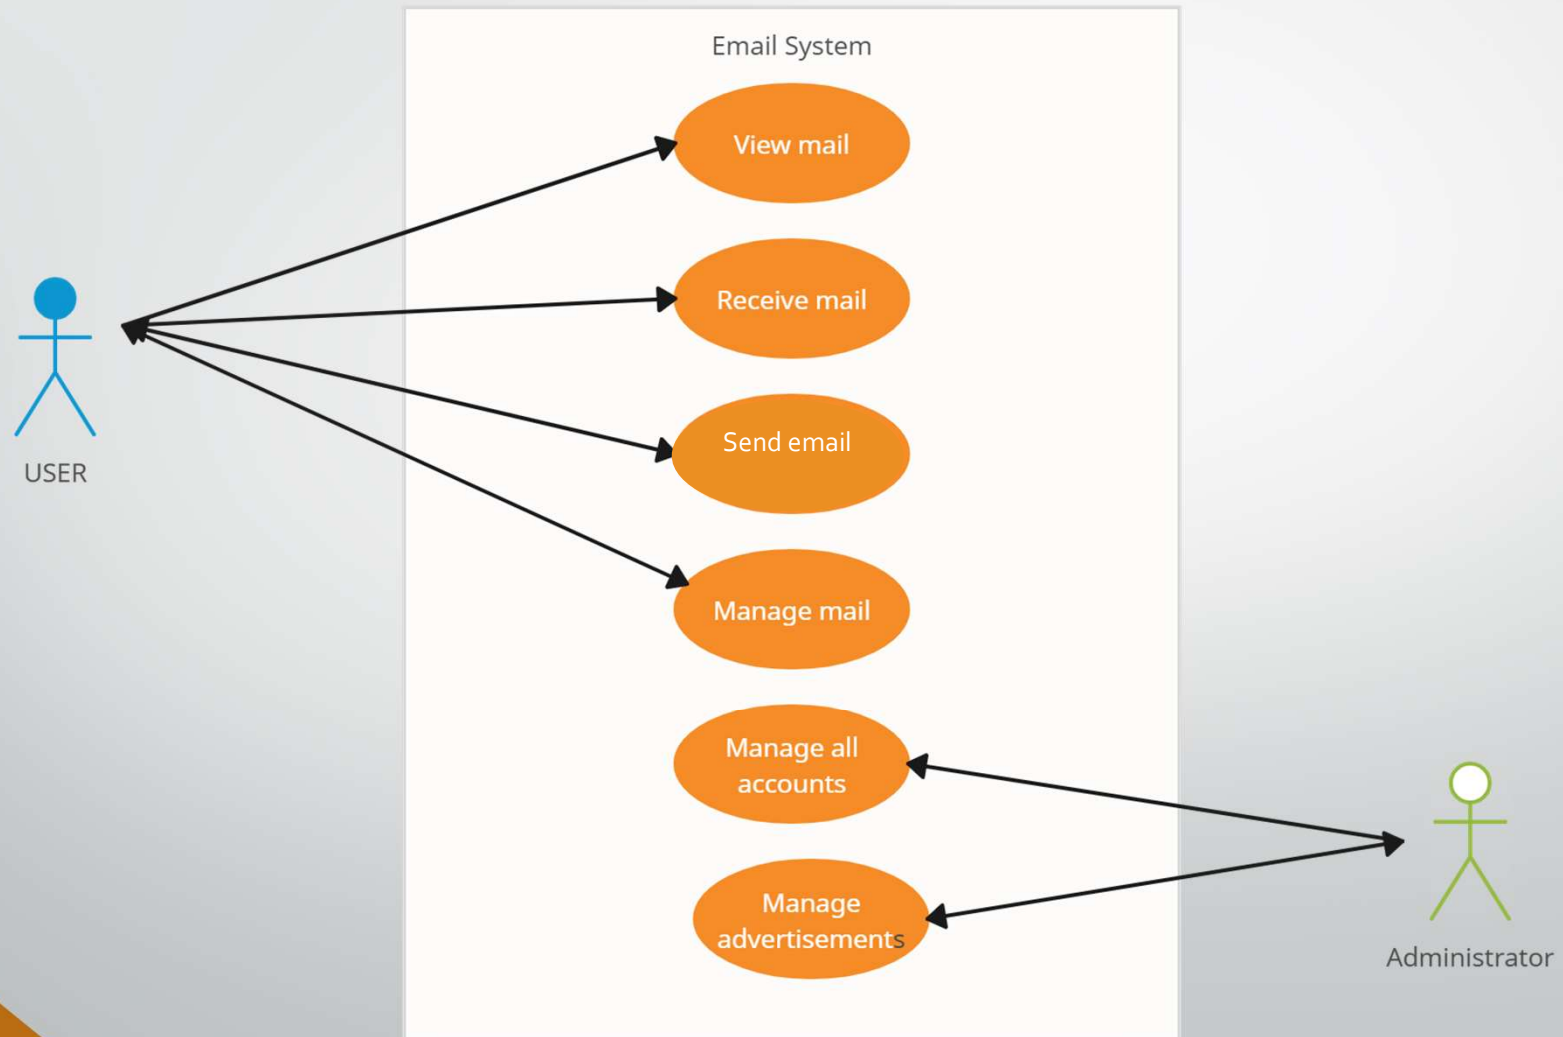 Email System
View mail
Receive mail
Send email
USER
Manage mail
Manage all
accounts
Manage
advertisements
Administrator